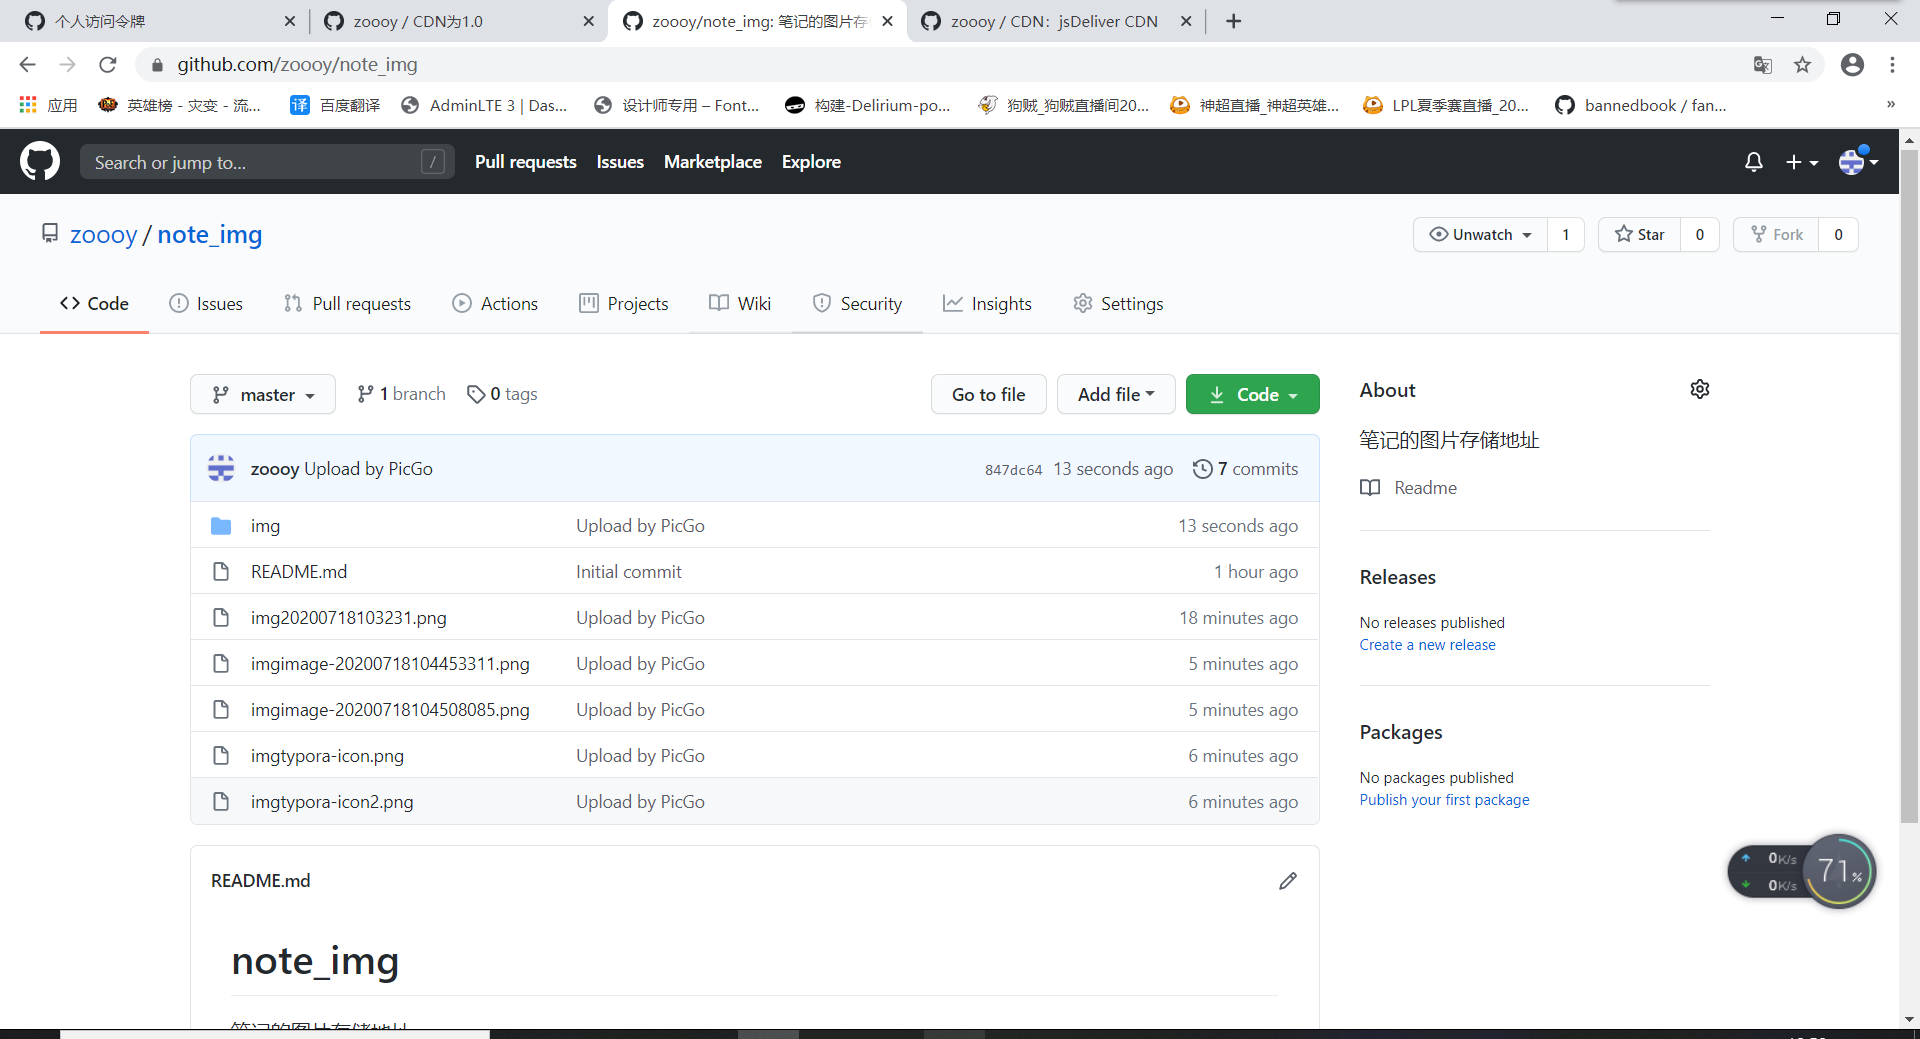 个人访问令牌
zoooy / CDN为1.0
zoooy/note_img: 笔记的图片存
zoooy / CDN：jsDeliver CDN
github.com/zoooy/note_img
应用
英雄榜 - 灾变 - 流...
译 百度翻译
AdminLTE 3 | Das...
设计师专用 – Font...
构建-Delirium-po...
狗贼_狗贼直播间20...
神超直播_神超英雄...
LPL夏季赛直播_20...
bannedbook / fan...
»
Search or jump to...
/
Pull requests
Issues
Marketplace
Explore
zoooy / note_img
Unwatch 1
Star 0
Fork 0
Code
Issues
Pull requests
Actions
Projects
Wiki
Security
Insights
Settings
master
1 branch
0 tags
Go to file
Add file
Code
zoooy Upload by PicGo 847dc64 13 seconds ago 7 commits
img Upload by PicGo 13 seconds ago
README.md Initial commit 1 hour ago
img20200718103231.png Upload by PicGo 18 minutes ago
imgimage-20200718104453311.png Upload by PicGo 5 minutes ago
imgimage-20200718104508085.png Upload by PicGo 5 minutes ago
imgtypora-icon.png Upload by PicGo 6 minutes ago
imgtypora-icon2.png Upload by PicGo 6 minutes ago
README.md
note_img
笔记的图片存储地址
About
笔记的图片存储地址
Readme
Releases
No releases published
Create a new release
Packages
No packages published
Publish your first package
0K/s
0K/s
71%